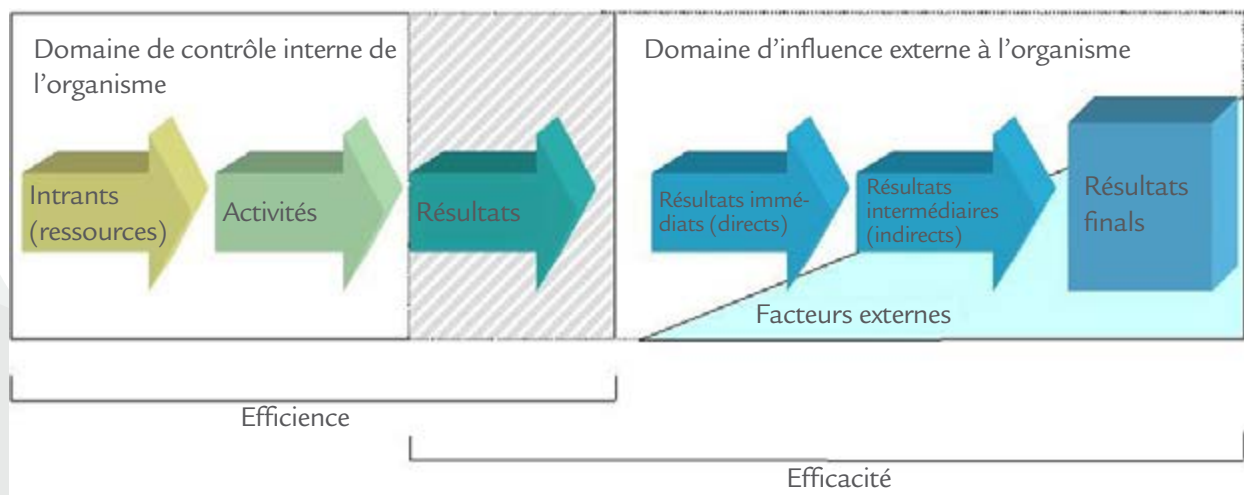 Domaine de contrôle interne de
l’organisme
Domaine d’influence externe à l’organisme
Intrants
(ressources)
Activités
Résultats
Résultats immé-
diats (directs)
Résultats
intermédiaires
(indirects)
Résultats
finals
Facteurs externes
Efficience
Efficacité